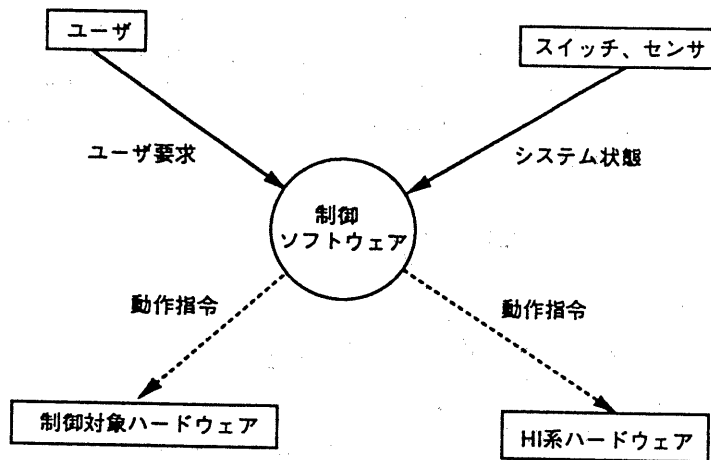 ユーザ
スイッチ、センサ
ユーザ要求
システム状態
制御
ソフトウェア
動作指令
動作指令
制御対象ハードウェア
HI系ハードウェア